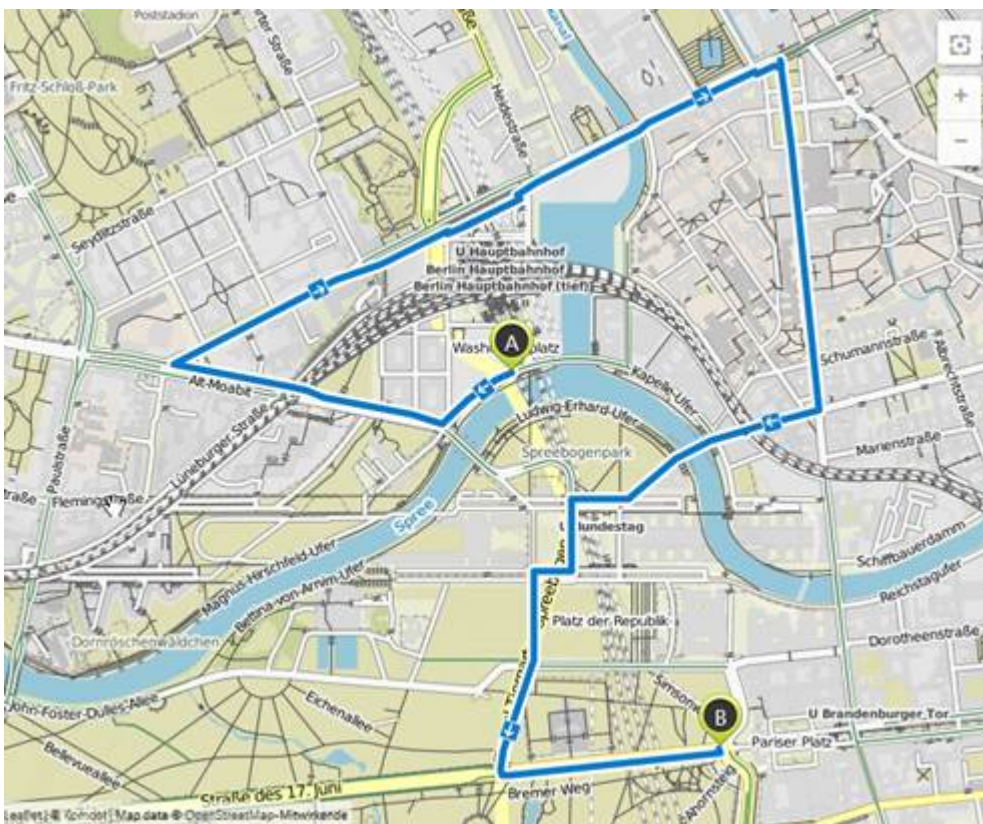 Poststadion
Fritz-Schloß-Park
Heidestraße
Seydlitzstraße
U Hauptbahnhof
Berlin Hauptbahnhof
Berlin Hauptbahnhof (tief)
A
Alt-Moabit
Kapelle-Ufer
Schumannstraße
Albrechtstraße
Ludwig-Erhard-Ufer
Lüneburger Straße
Paulstraße
Spreebogenpark
Marienstraße
Flemingstraße
Spree
Bundestag
Schiffbauerdamm
Magnus-Hirschfeld-Ufer
Reichstagufer
Bettina-von-Arnim-Ufer
Platz der Republik
Dornröschenwäldchen
Dorotheenstraße
John-Foster-Dulles-Allee
Eichenallee
B
U Brandenburger Tor
Pariser Platz
Bellevueallee
Straße des 17. Juni
Bremer Weg
Ahornsteig
Leaflet | © Komoot | Map data © OpenStreetMap-Mitwirkende
+
−